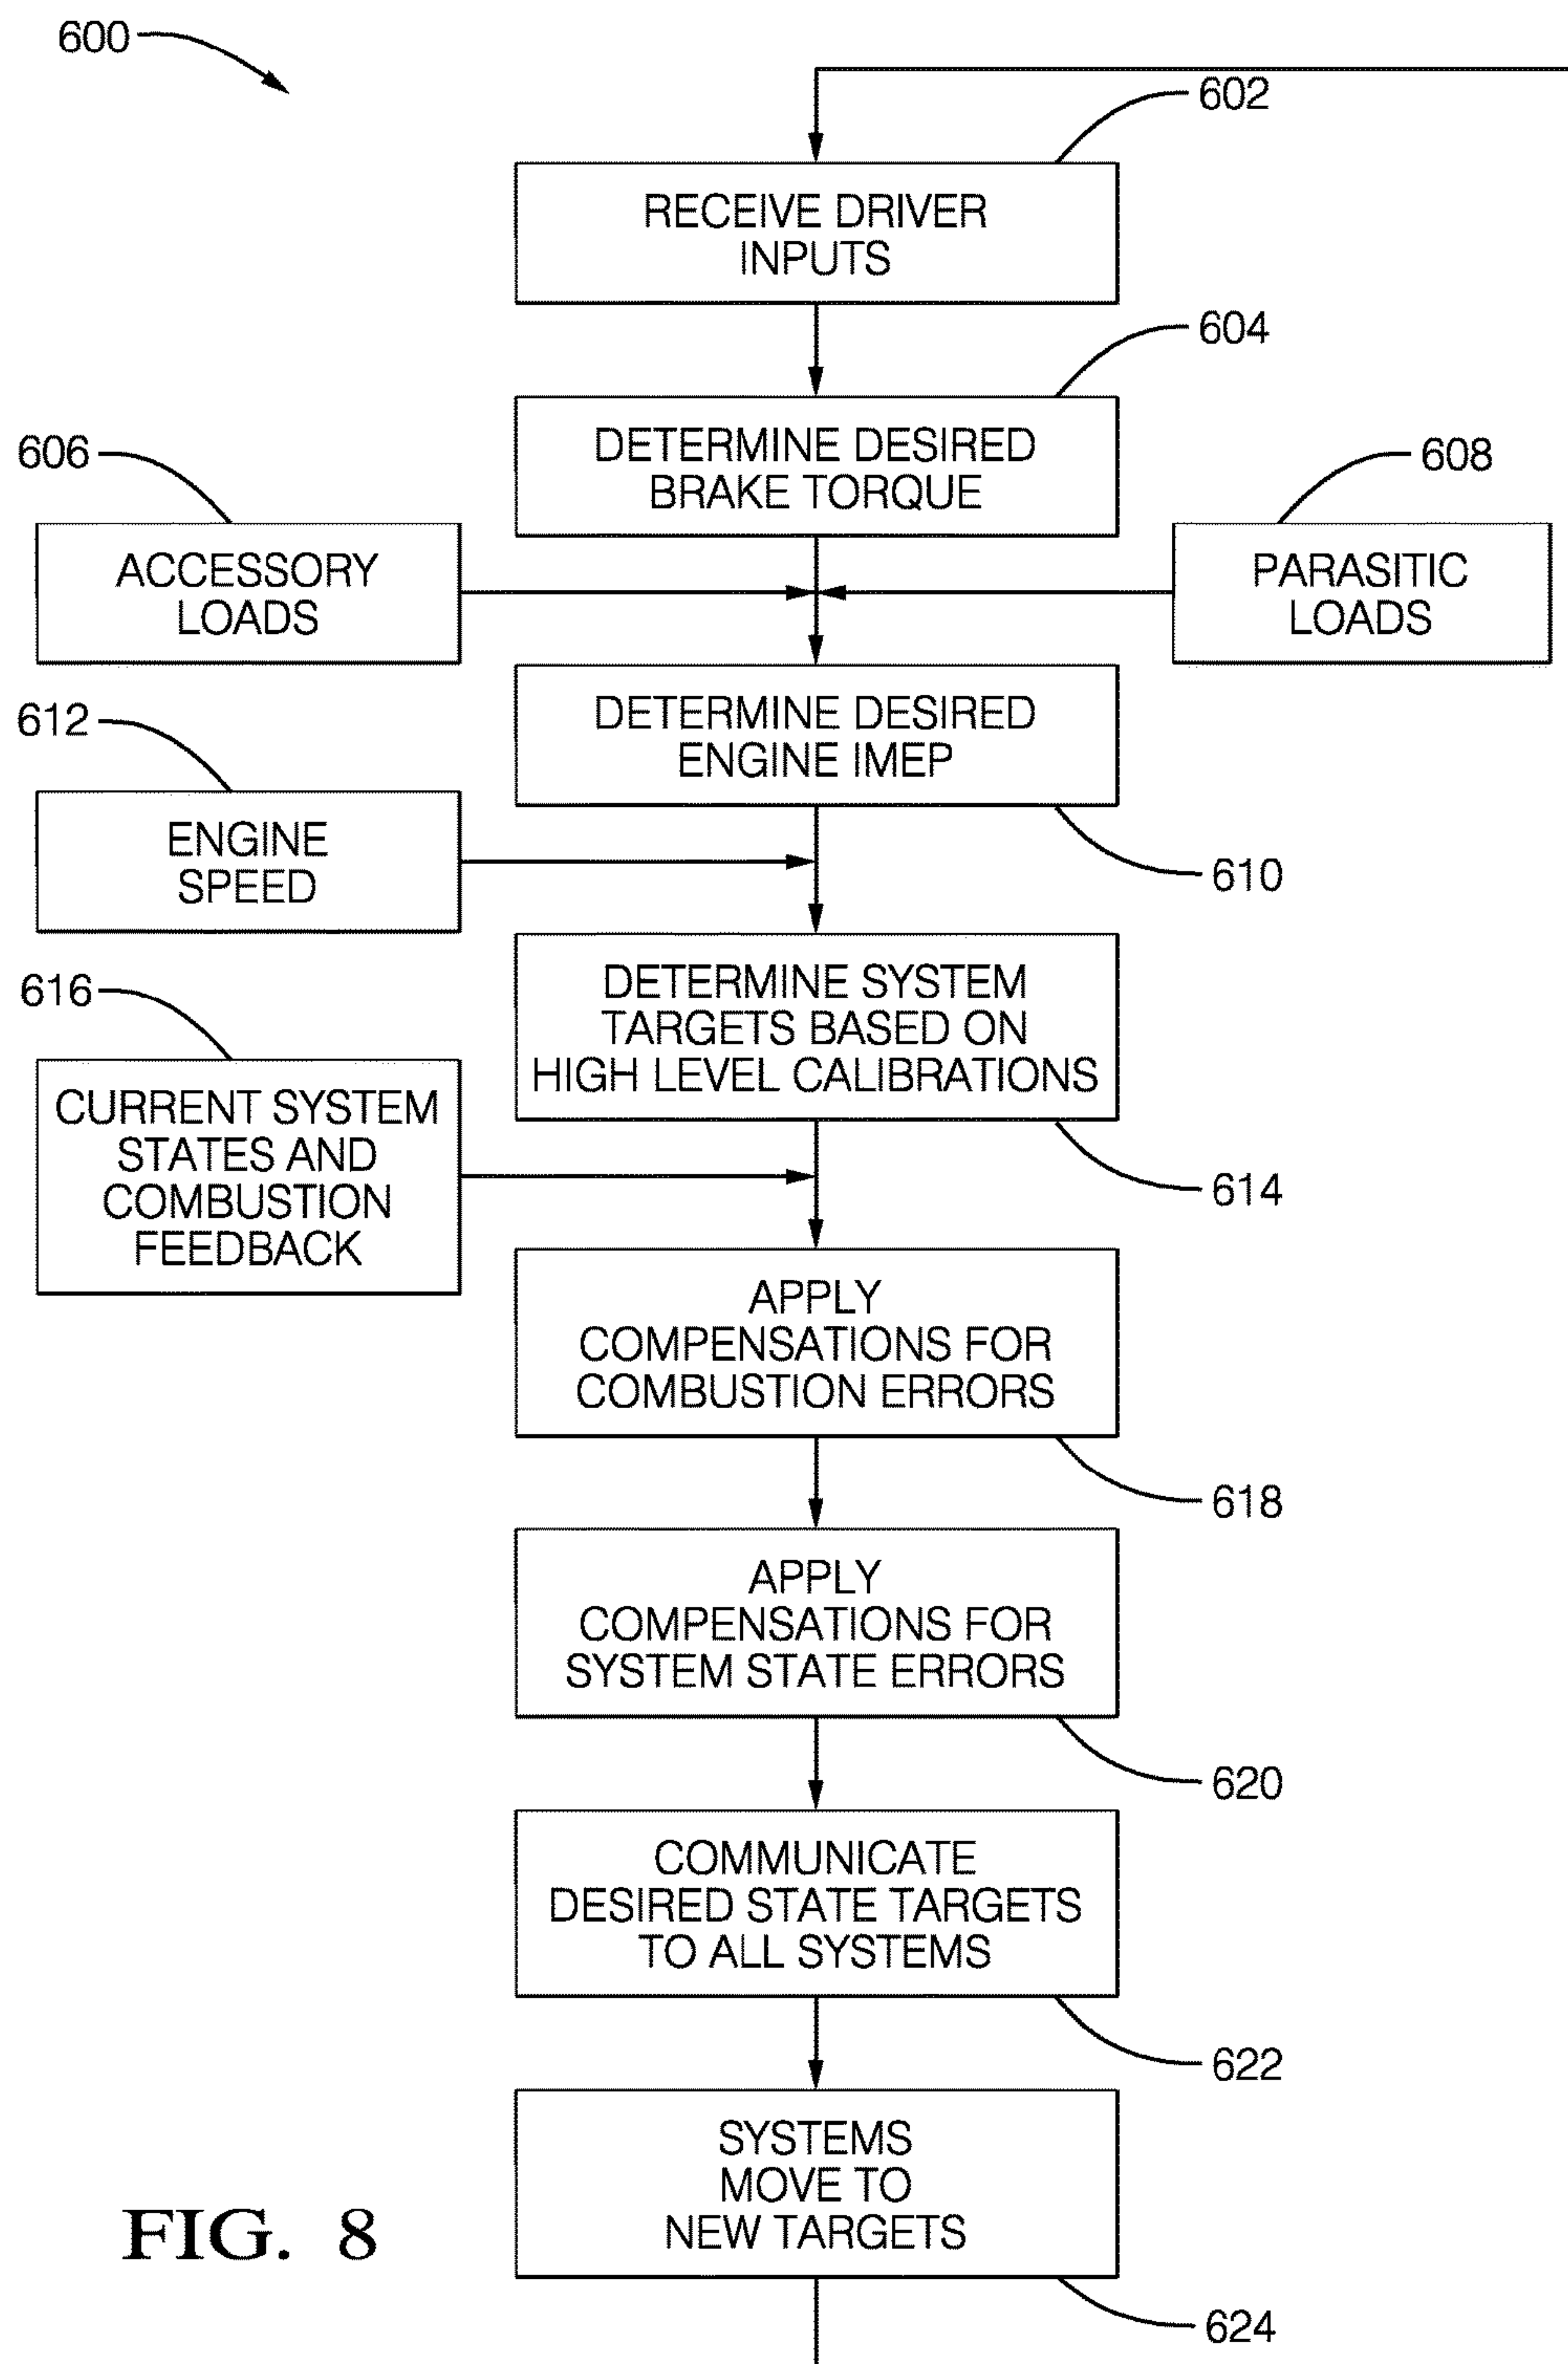 600
602
RECEIVE DRIVER
INPUTS
604
DETERMINE DESIRED
BRAKE TORQUE
606
ACCESSORY
LOADS
608
PARASITIC
LOADS
DETERMINE DESIRED
ENGINE IMEP
610
612
ENGINE
SPEED
DETERMINE SYSTEM
TARGETS BASED ON
HIGH LEVEL CALIBRATIONS
614
616
CURRENT SYSTEM
STATES AND
COMBUSTION
FEEDBACK
APPLY
COMPENSATIONS FOR
COMBUSTION ERRORS
618
APPLY
COMPENSATIONS FOR
SYSTEM STATE ERRORS
620
COMMUNICATE
DESIRED STATE TARGETS
TO ALL SYSTEMS
622
SYSTEMS
MOVE TO
NEW TARGETS
624
FIG. 8